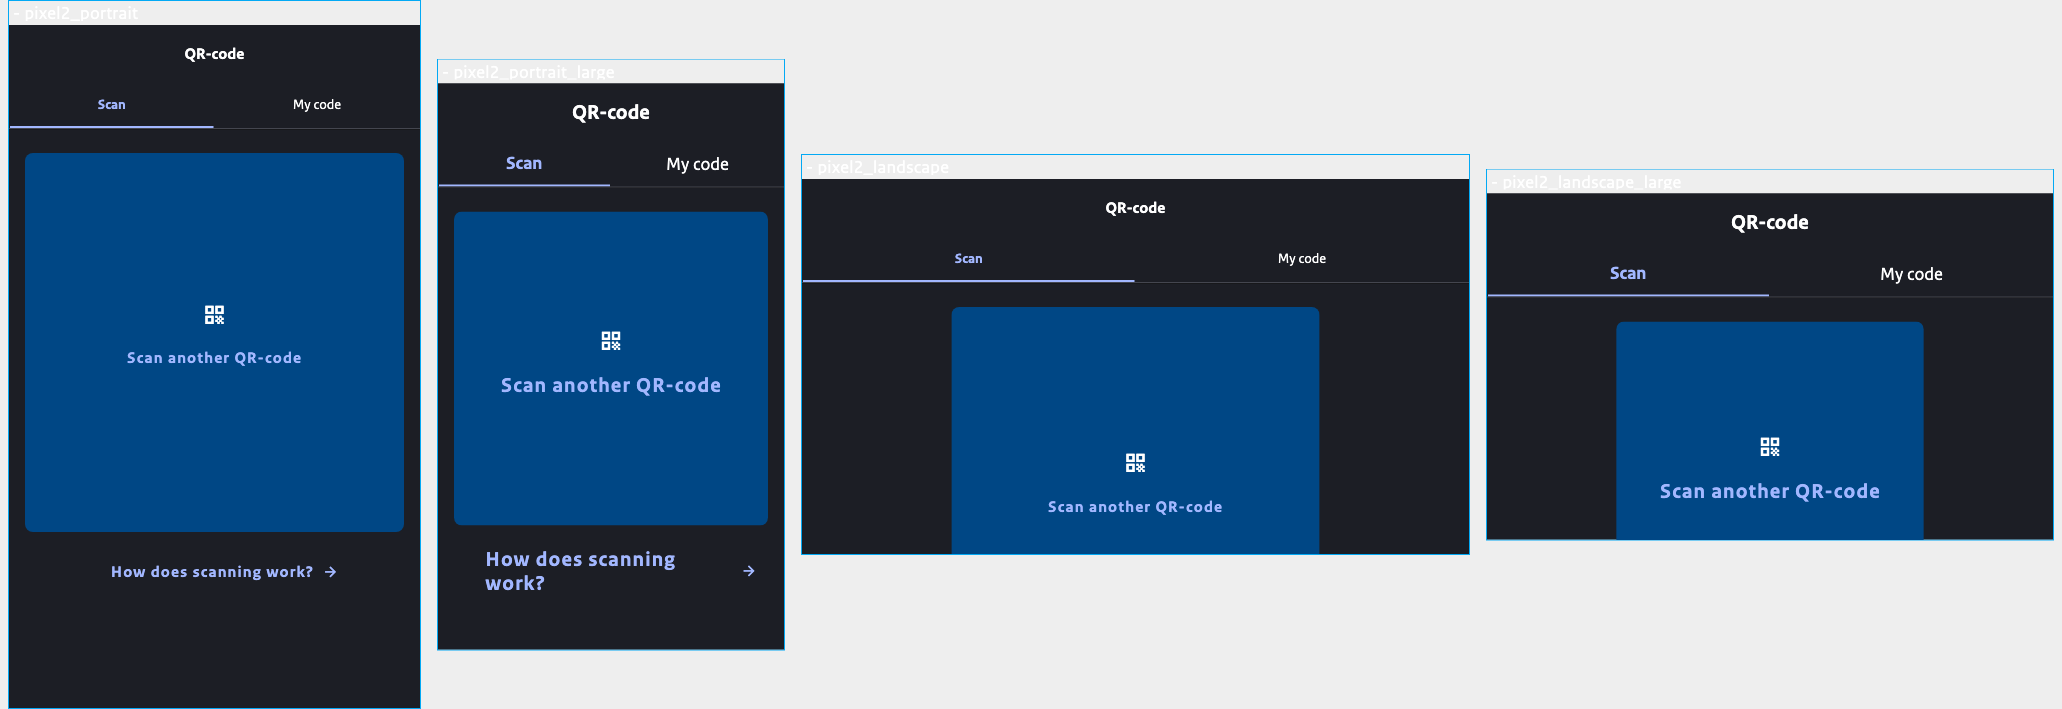 - pixel2_portrait
QR-code
Scan
My code
Scan another QR-code
How does scanning work?
- pixel2_portrait_large
QR-code
Scan
My code
Scan another QR-code
How does scanning
work?
- pixel2_landscape
QR-code
Scan
My code
Scan another QR-code
- pixel2_landscape_large
QR-code
Scan
My code
Scan another QR-code